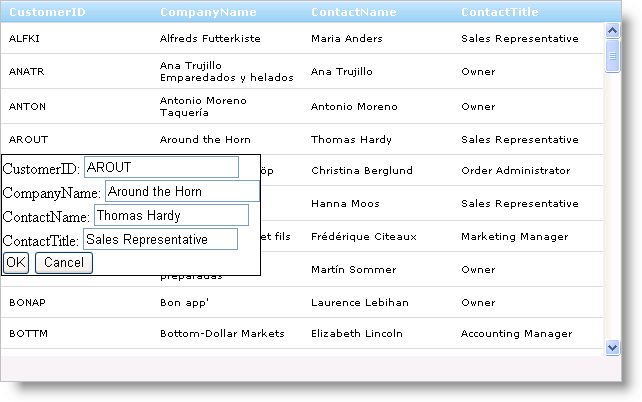 CustomerID CompanyName ContactName ContactTitle
ALFKI Alfreds Futterkiste Maria Anders Sales Representative
ANATR Ana Trujillo Emparedados y helados Ana Trujillo Owner
ANTON Antonio Moreno Taquería Antonio Moreno Owner
AROUT Around the Horn Thomas Hardy Sales Representative
CustomerID: AROUT
öp Christina Berglund Order Administrator
CompanyName: Around the Horn
Hanna Moos Sales Representative
ContactName: Thomas Hardy
ContactTitle: Sales Representative
et fils Frédérique Citeaux Marketing Manager
OK Cancel
preparadas Martín Sommer Owner
BONAP Bon app' Laurence Lebihan Owner
BOTTM Bottom-Dollar Markets Elizabeth Lincoln Accounting Manager